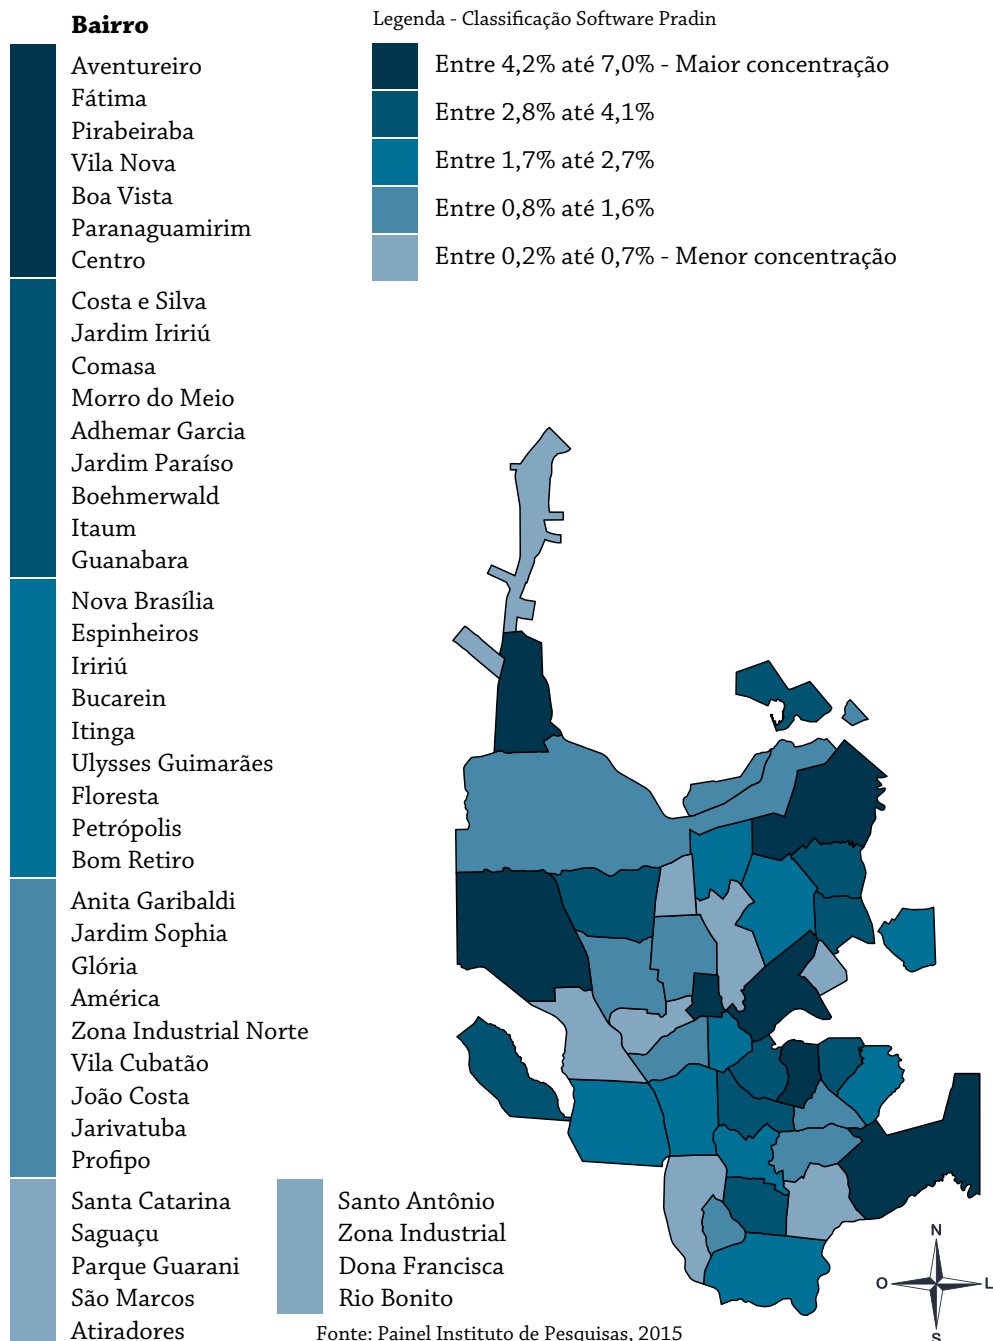 Bairro
Aventureiro
Fátima
Pirabeiraba
Vila Nova
Boa Vista
Paranaguamirim
Centro
Costa e Silva
Jardim Iririú
Comasa
Morro do Meio
Adhemar Garcia
Jardim Paraíso
Boehmerwald
Itaum
Guanabara
Nova Brasília
Espinheiros
Iririú
Bucarein
Itinga
Ulysses Guimarães
Floresta
Petrópolis
Bom Retiro
Anita Garibaldi
Jardim Sophia
Glória
América
Zona Industrial Norte
Vila Cubatão
João Costa
Jarivatuba
Profipo
Santa Catarina
Saguaçu
Parque Guarani
São Marcos
Atiradores
Santo Antônio
Zona Industrial
Dona Francisca
Rio Bonito
Legenda - Classificação Software Pradin
Entre 4,2% até 7,0% - Maior concentração
Entre 2,8% até 4,1%
Entre 1,7% até 2,7%
Entre 0,8% até 1,6%
Entre 0,2% até 0,7% - Menor concentração
N
O
L
S
Fonte: Painel Instituto de Pesquisas, 2015